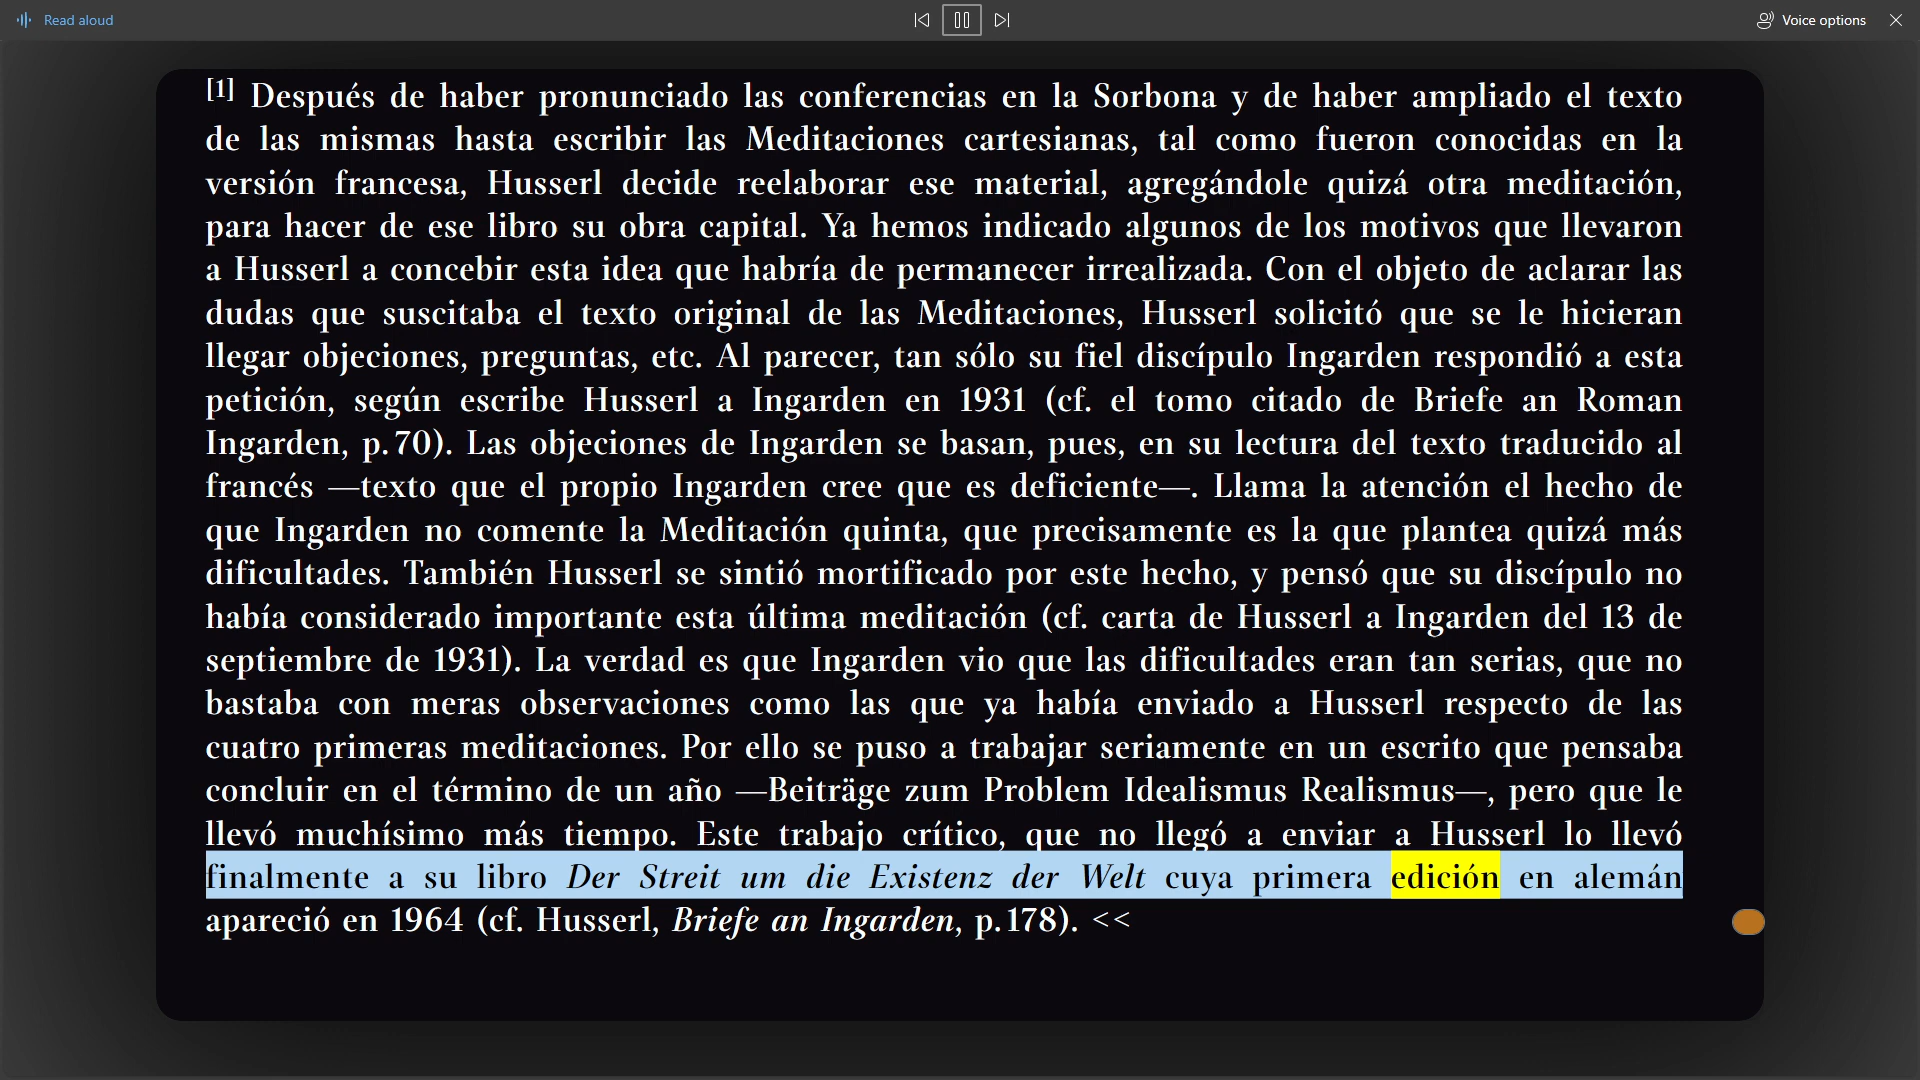 Read aloud
Voice options
[1] Después de haber pronunciado las conferencias en la Sorbona y de haber ampliado el texto
de las mismas hasta escribir las Meditaciones cartesianas, tal como fueron conocidas en la
versión francesa, Husserl decide reelaborar ese material, agregándole quizá otra meditación,
para hacer de ese libro su obra capital. Ya hemos indicado algunos de los motivos que llevaron
a Husserl a concebir esta idea que habría de permanecer irrealizada. Con el objeto de aclarar las
dudas que suscitaba el texto original de las Meditaciones, Husserl solicitó que se le hicieran
llegar objeciones, preguntas, etc. Al parecer, tan sólo su fiel discípulo Ingarden respondió a esta
petición, según escribe Husserl a Ingarden en 1931 (cf. el tomo citado de Briefe an Roman
Ingarden, p. 70). Las objeciones de Ingarden se basan, pues, en su lectura del texto traducido al
francés —texto que el propio Ingarden cree que es deficiente—. Llama la atención el hecho de
que Ingarden no comente la Meditación quinta, que precisamente es la que plantea quizá más
dificultades. También Husserl se sintió mortificado por este hecho, y pensó que su discípulo no
había considerado importante esta última meditación (cf. carta de Husserl a Ingarden del 13 de
septiembre de 1931). La verdad es que Ingarden vio que las dificultades eran tan serias, que no
bastaba con meras observaciones como las que ya había enviado a Husserl respecto de las
cuatro primeras meditaciones. Por ello se puso a trabajar seriamente en un escrito que pensaba
concluir en el término de un año —Beiträge zum Problem Idealismus Realismus—, pero que le
llevó muchísimo más tiempo. Este trabajo crítico, que no llegó a enviar a Husserl lo llevó
finalmente a su libro Der Streit um die Existenz der Welt cuya primera edición en alemán
apareció en 1964 (cf. Husserl, Briefe an Ingarden, p. 178). <<